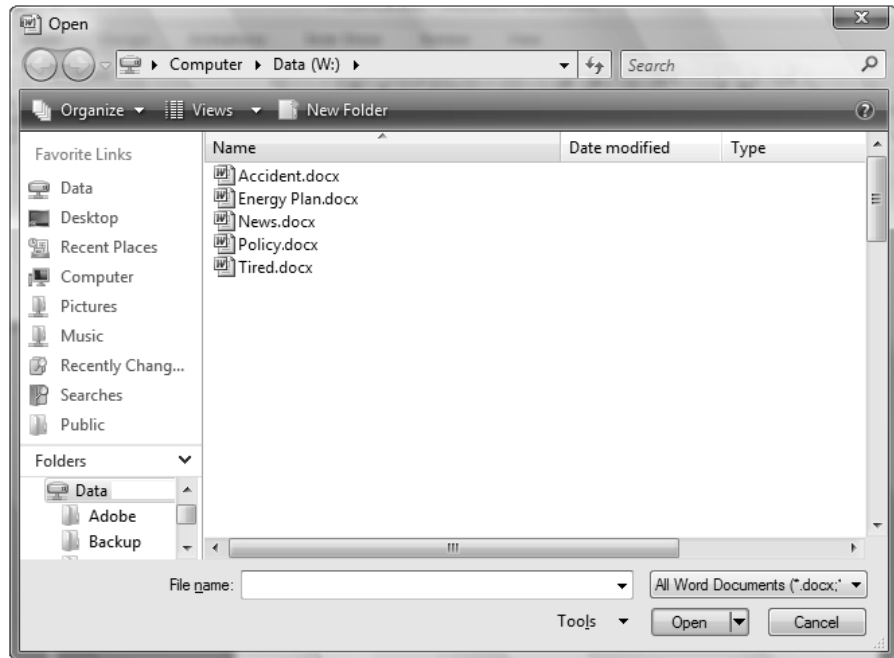 Open
Computer Data (W:) Search
Organize Views New Folder
Favorite Links
Data
Desktop
Recent Places
Computer
Pictures
Music
Recently Chang...
Searches
Public
Folders
Data
Adobe
Backup
Name Date modified Type
Accident.docx
Energy Plan.docx
News.docx
Policy.docx
Tired.docx
File name: All Word Documents (*.docx;*
Tools Open Cancel